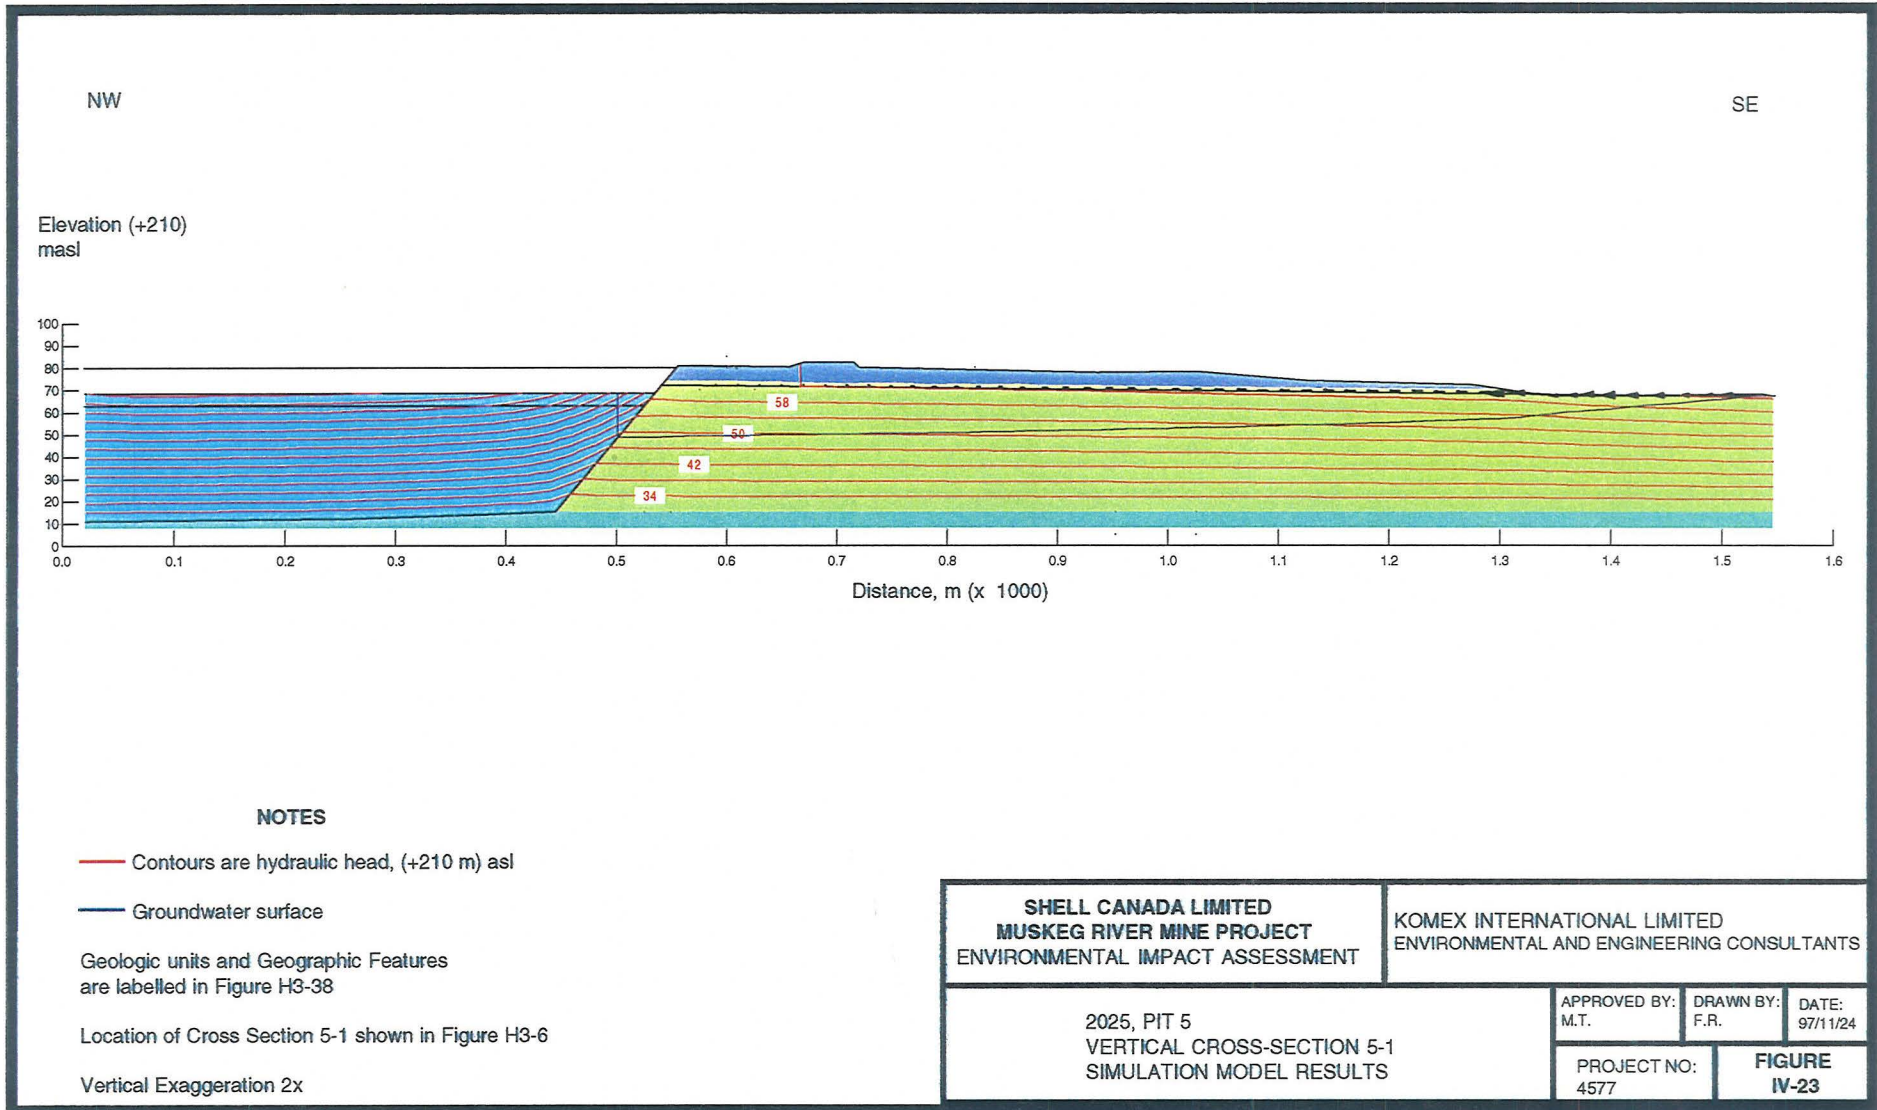 NW
SE
Elevation (+210)
masl
100
90
80
70
60
50
40
30
20
10
0
58
50
42
34
0.0 0.1 0.2 0.3 0.4 0.5 0.6 0.7 0.8 0.9 1.0 1.1 1.2 1.3 1.4 1.5 1.6
Distance, m (x 1000)
NOTES
Contours are hydraulic head, (+210 m) asl
Groundwater surface
Geologic units and Geographic Features
are labelled in Figure H3-38
Location of Cross Section 5-1 shown in Figure H3-6
Vertical Exaggeration 2x
SHELL CANADA LIMITED
MUSKEG RIVER MINE PROJECT
ENVIRONMENTAL IMPACT ASSESSMENT
KOMEX INTERNATIONAL LIMITED
ENVIRONMENTAL AND ENGINEERING CONSULTANTS
2025, PIT 5
VERTICAL CROSS-SECTION 5-1
SIMULATION MODEL RESULTS
APPROVED BY:
M.T.
DRAWN BY:
F.R.
DATE:
97/11/24
PROJECT NO:
4577
FIGURE
IV-23